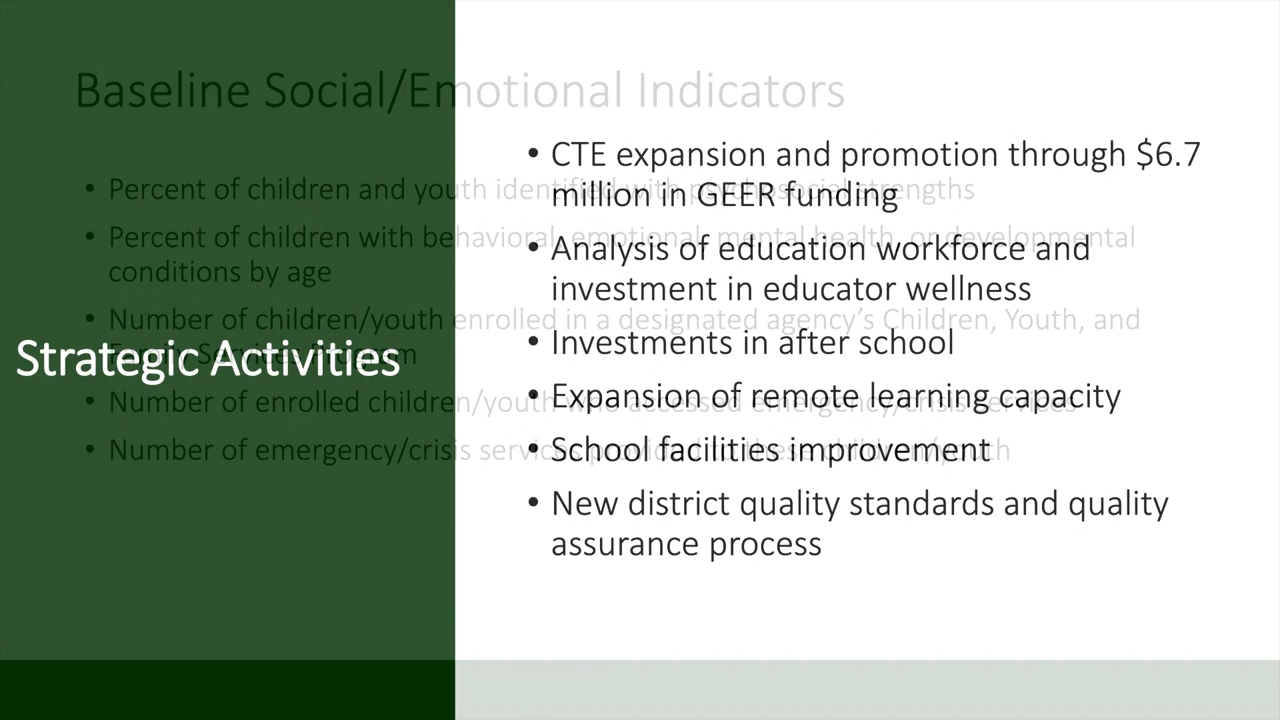 Baseline Social/Emotional Indicators
• Percent of children and youth identified with psychosocial strengths
• Percent of children with behavioral, emotional, mental health, or developmental
conditions by age
• Number of children/youth enrolled in a designated agency's Children, Youth, and
Family Services Program
• Number of enrolled children/youth who accessed emergency/crisis services
• Number of emergency/crisis services provided to these children/youth
Strategic Activities
• CTE expansion and promotion through $6.7
million in GEER funding
• Analysis of education workforce and
investment in educator wellness
• Investments in after school
• Expansion of remote learning capacity
• School facilities improvement
• New district quality standards and quality
assurance process